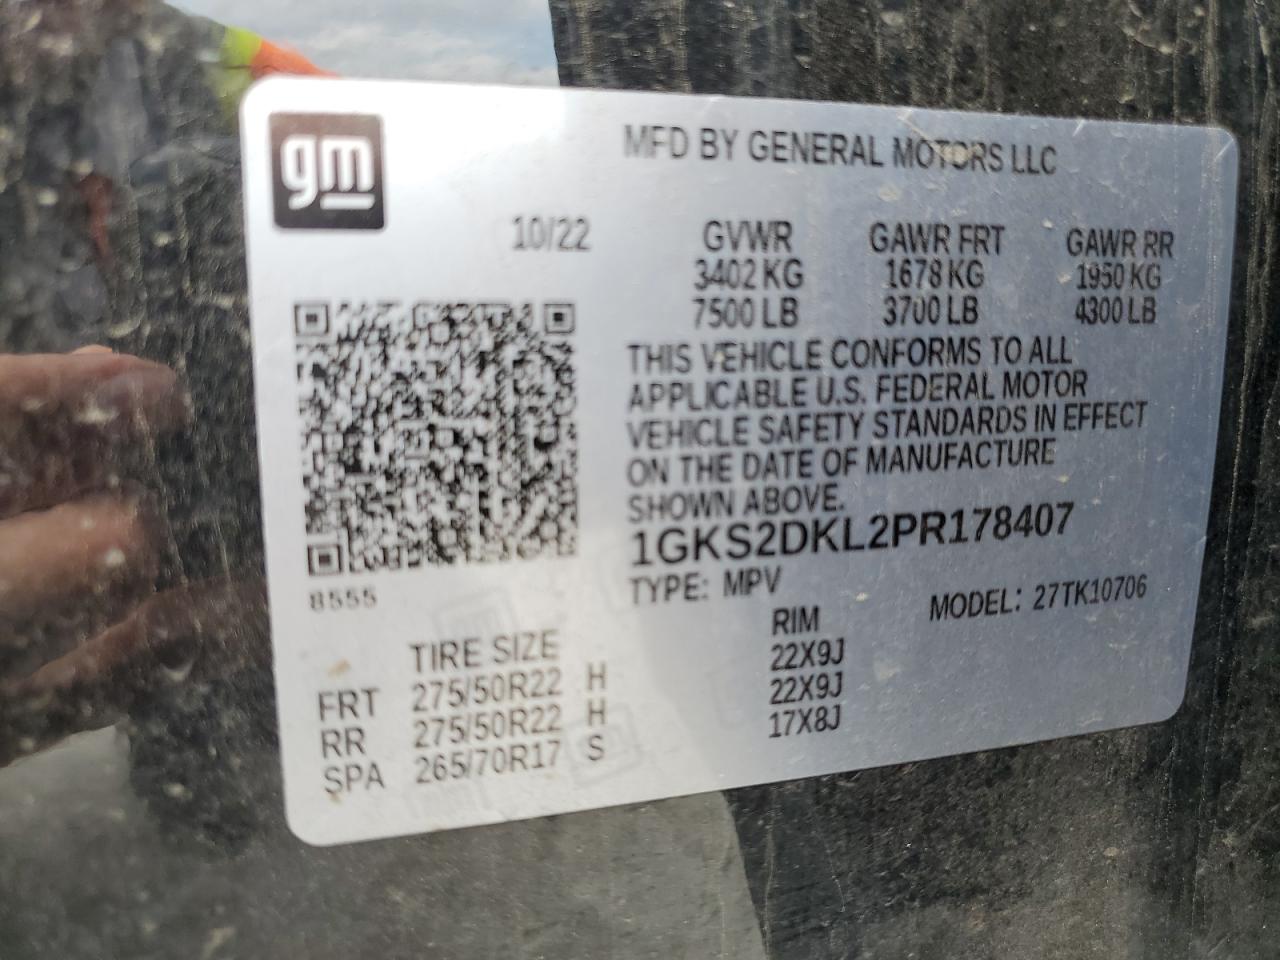 gm
MFD BY GENERAL MOTORS LLC
10/22
GVWR GAWR FRT GAWR RR
3402 KG 1678 KG 1950 KG
7500 LB 3700 LB 4300 LB
THIS VEHICLE CONFORMS TO ALL
APPLICABLE U.S. FEDERAL MOTOR
VEHICLE SAFETY STANDARDS IN EFFECT
ON THE DATE OF MANUFACTURE
SHOWN ABOVE.
1GKS2DKL2PR178407
8555
TYPE: MPV MODEL: 27TK10706
TIRE SIZE RIM
FRT 275/50R22 H 22X9J
RR 275/50R22 H 22X9J
SPA 265/70R17 S 17X8J